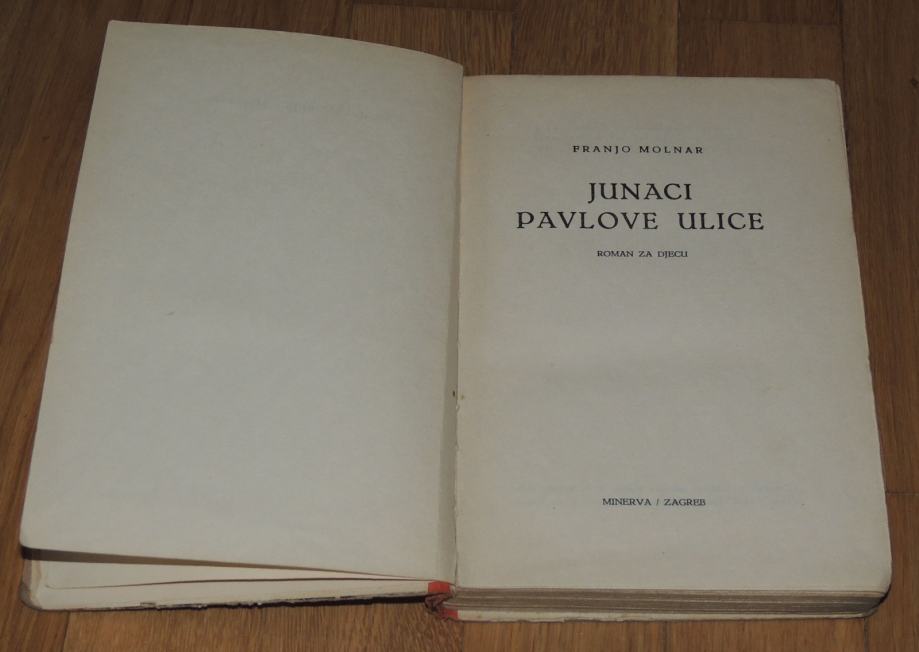 FRANJO MOLNAR
JUNACI
PAVLOVE ULICE
ROMAN ZA DJECU
MINERVA / ZAGREB